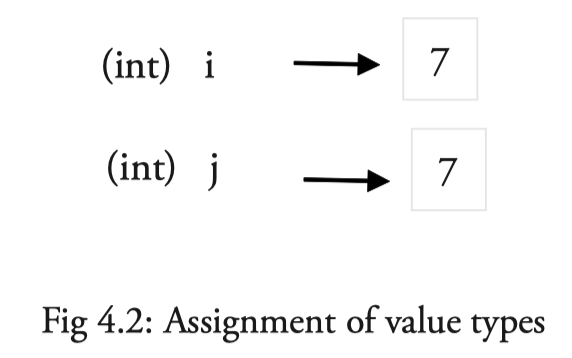 (int) i 7
(int) j 7
Fig 4.2: Assignment of value types